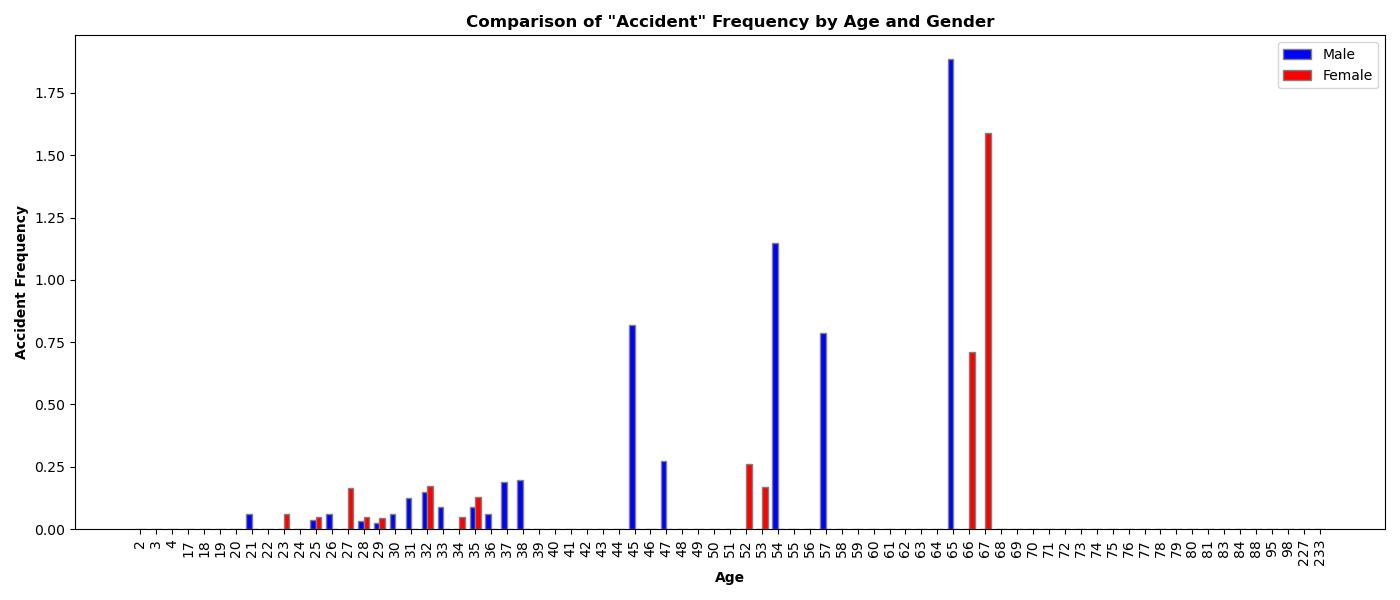 Comparison of "Accident" Frequency by Age and Gender
Male
Female
Accident Frequency
1.75
1.50
1.25
1.00
0.75
0.50
0.25
0.00
2 3 4 17 18 19 20 21 22 23 24 25 26 27 28 29 30 31 32 33 34 35 36 37 38 39 40 41 42 43 44 45 46 47 48 49 50 51 52 53 54 55 56 57 58 59 60 61 62 63 64 65 66 67 68 69 70 71 72 73 74 75 76 77 78 79 80 81 83 84 88 95 98 227 233
Age